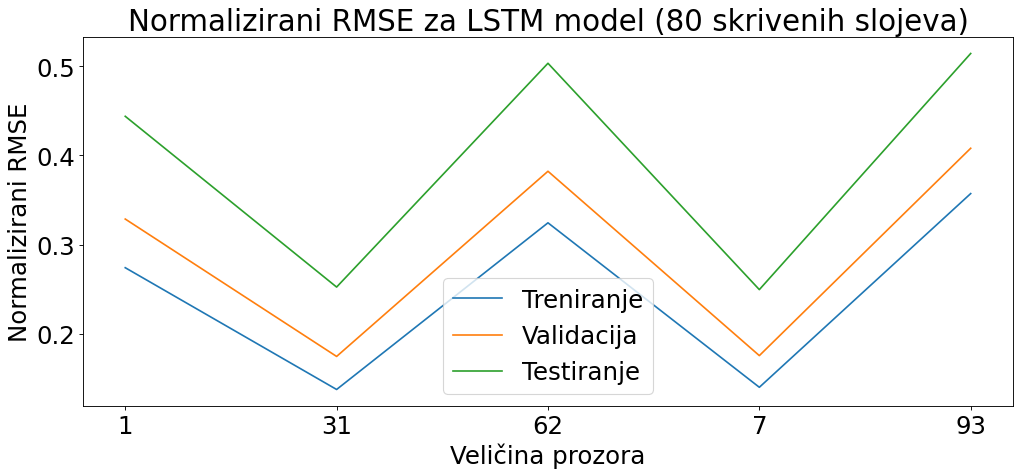 Normalizirani RMSE za LSTM model (80 skrivenih slojeva)
Normalizirani RMSE
0.5
0.4
0.3
0.2
Treniranje
Validacija
Testiranje
1 31 62 7 93
Veličina prozora